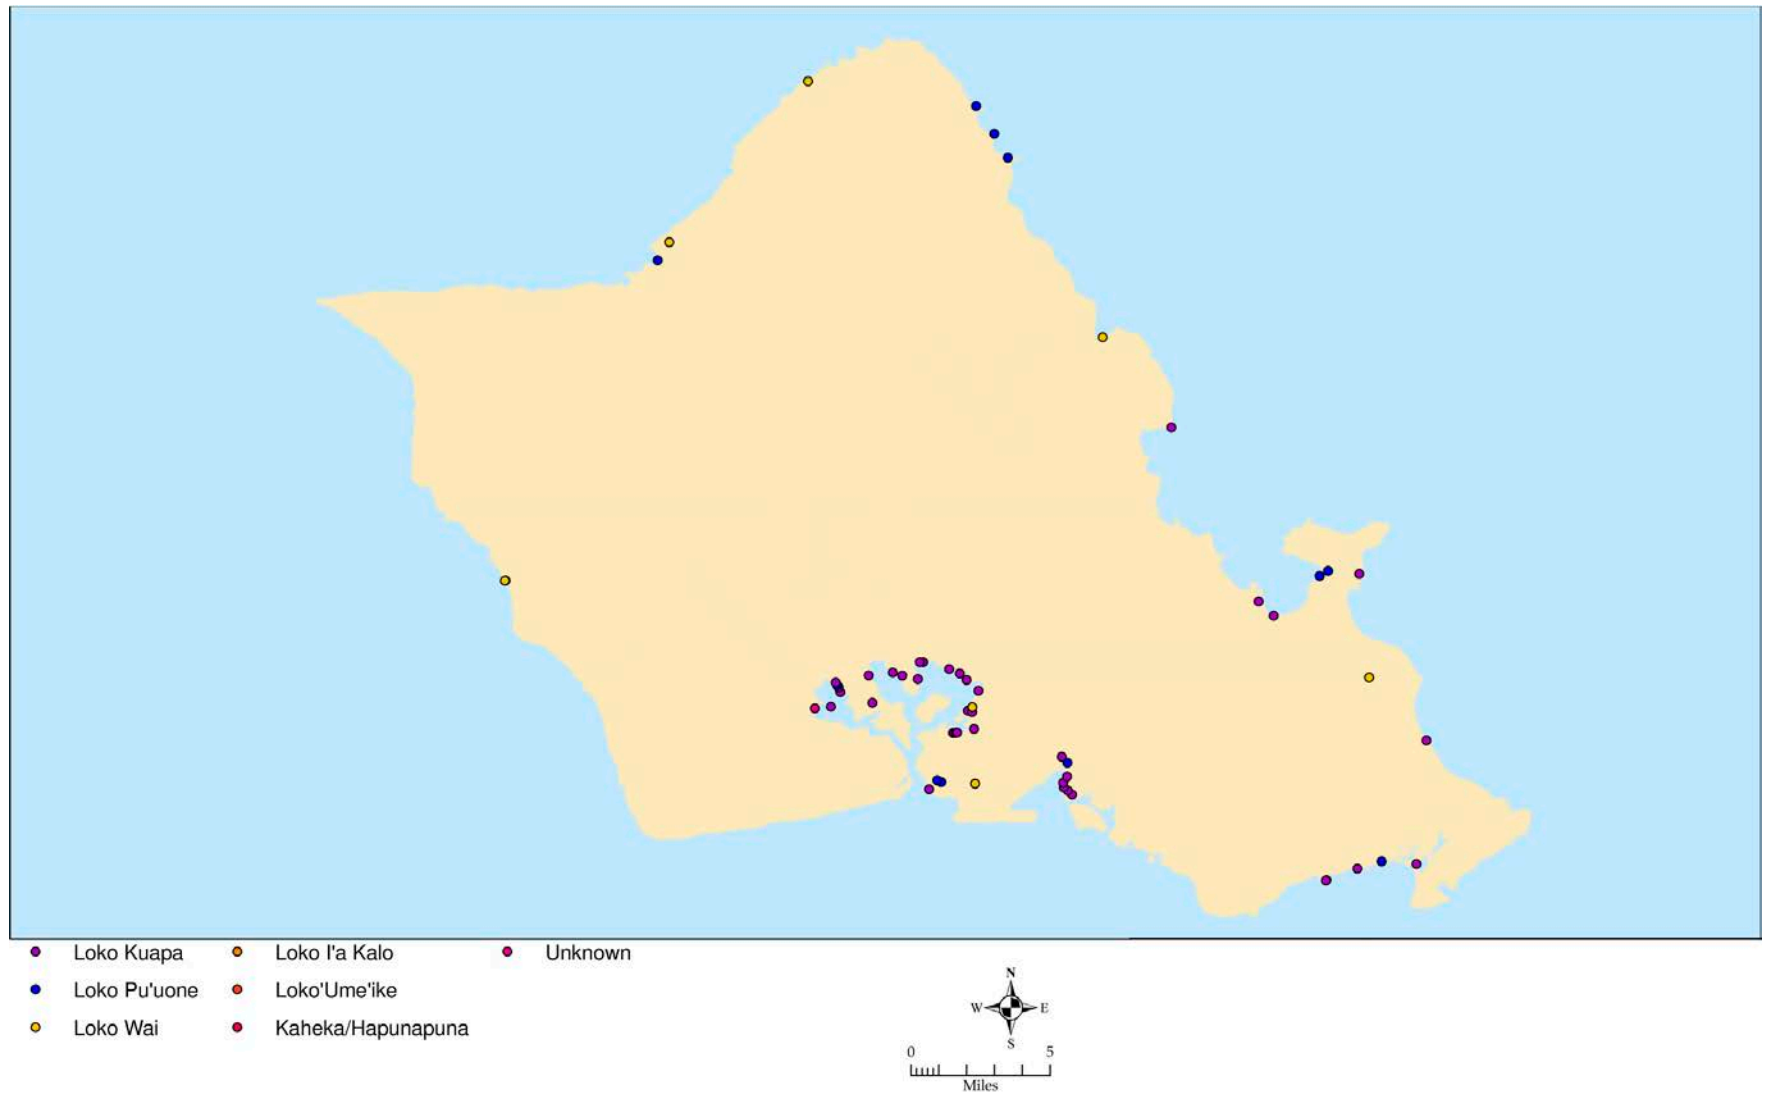 Loko Kuapa
Loko I'a Kalo
Unknown
Loko Pu'uone
Loko'Ume'ike
Loko Wai
Kaheka/Hapunapuna
N
W
E
S
0
5
Miles